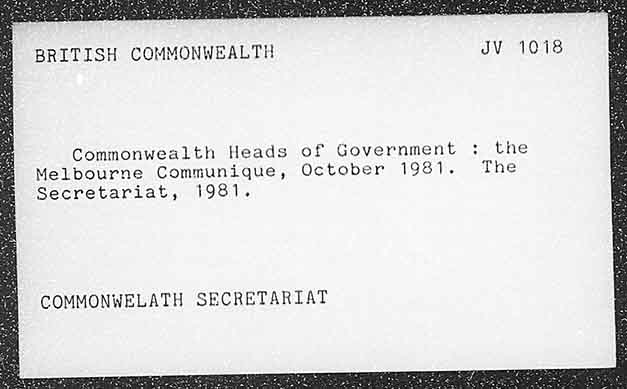 BRITISH COMMONWEALTH JV 1018
Commonwealth Heads of Government : the
Melbourne Communique, October 1981. The
Secretariat, 1981.
COMMONWELATH SECRETARIAT